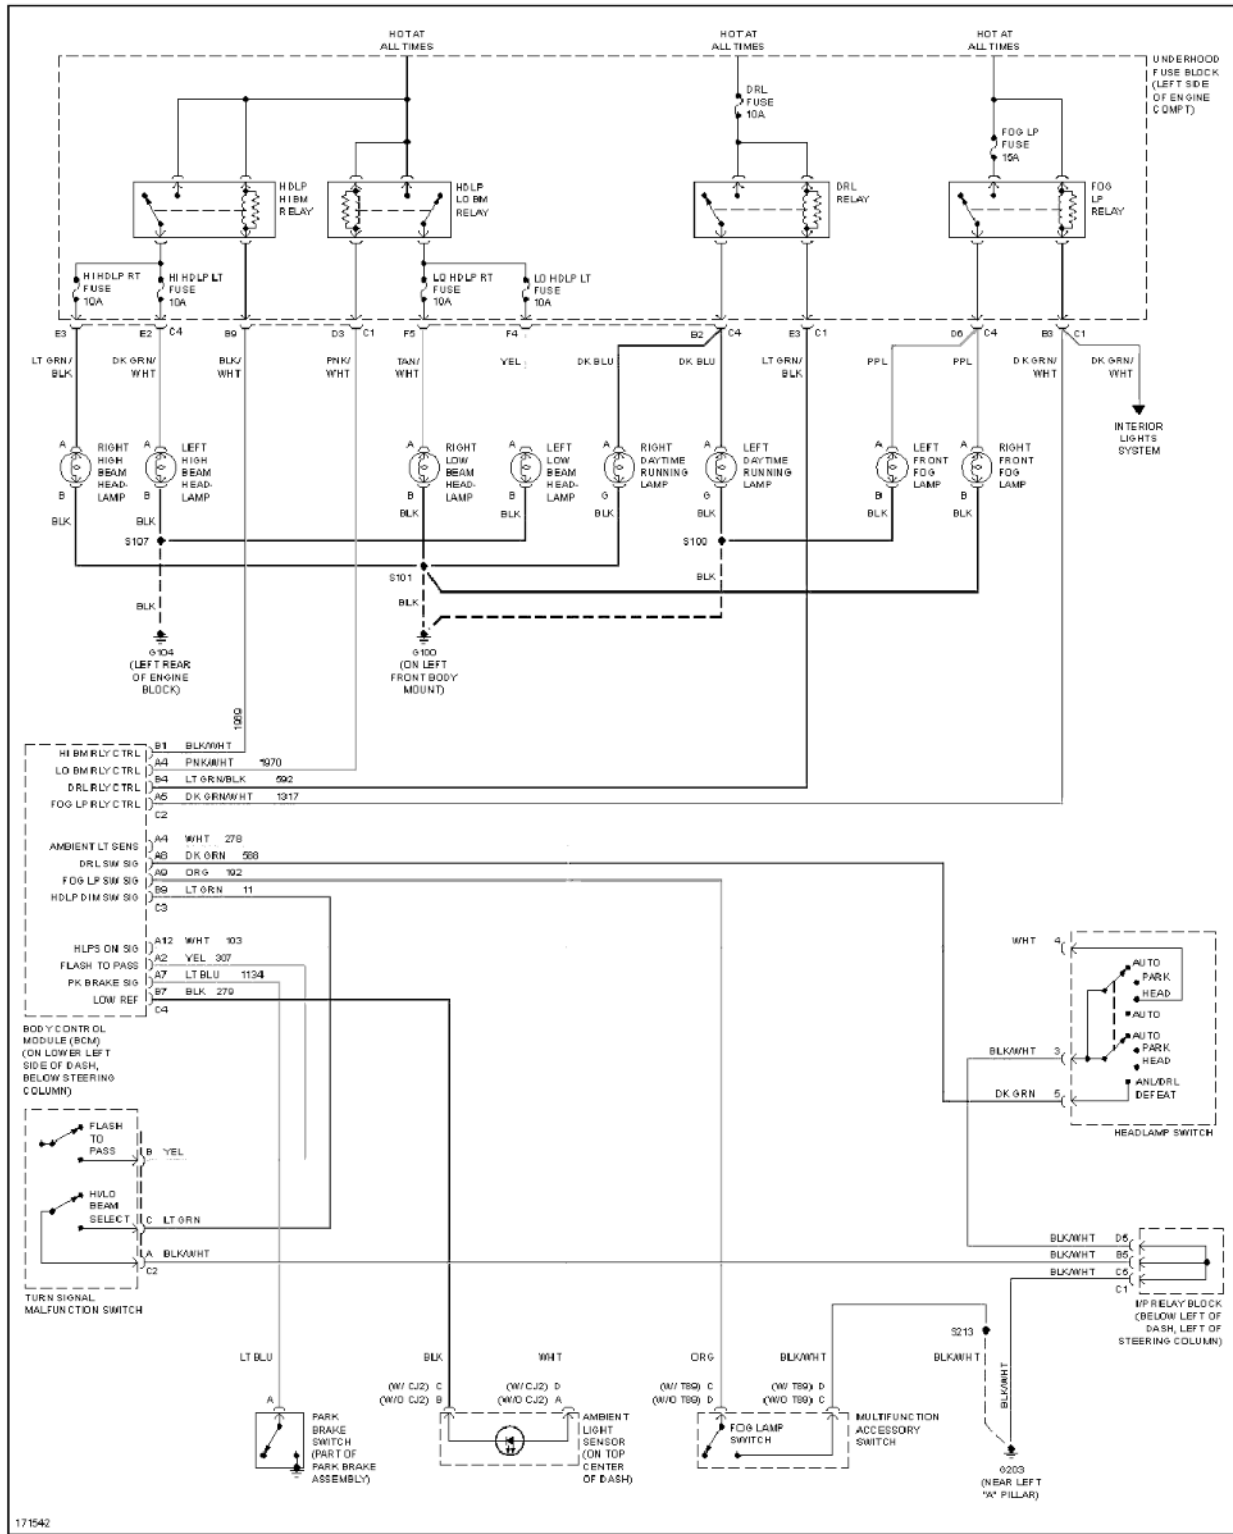 HOT AT
ALL TIMES
HOT AT
ALL TIMES
HOT AT
ALL TIMES
UNDERHOOD
FUSE BLOCK
(LEFT SIDE
OF ENGINE
COMPT)
DRL
FUSE
10A
FOG LP
FUSE
15A
HDLP
HI BM
RELAY
HDLP
LO BM
RELAY
DRL
RELAY
FOG
LP
RELAY
HI HDLP RT
FUSE
10A
HI HDLP LT
FUSE
10A
LO HDLP RT
FUSE
10A
LO HDLP LT
FUSE
10A
E3
E2
C4
B9
D3
C1
F5
F4
B2
C4
E3
C1
D6
C4
B3
C1
LT GRN/
BLK
DK GRN/
WHT
BLK/
WHT
PNK/
WHT
TAN/
WHT
YEL
DK BLU
DK BLU
LT GRN/
BLK
PPL
PPL
DK GRN/
WHT
DK GRN/
WHT
INTERIOR
LIGHTS
SYSTEM
A
RIGHT
HIGH
BEAM
HEAD-
LAMP
B
A
LEFT
HIGH
BEAM
HEAD-
LAMP
B
A
RIGHT
LOW
BEAM
HEAD-
LAMP
B
A
LEFT
LOW
BEAM
HEAD-
LAMP
B
A
RIGHT
DAYTIME
RUNNING
LAMP
G
A
LEFT
DAYTIME
RUNNING
LAMP
G
A
LEFT
FRONT
FOG
LAMP
B
A
RIGHT
FRONT
FOG
LAMP
B
BLK
BLK
BLK
BLK
BLK
BLK
BLK
BLK
S107
S101
S100
BLK
BLK
BLK
G104
(LEFT REAR
OF ENGINE
BLOCK)
G100
(ON LEFT
FRONT BODY
MOUNT)
1969
HI BM RLY CTRL
B1
BLK/WHT
LO BM RLY CTRL
A4
PNK/WHT
1970
DRL RLY CTRL
B4
LT GRN/BLK
592
FOG LP RLY CTRL
A5
DK GRN/WHT
1317
C2
AMBIENT LT SENS
A4
WHT
278
DRL SW SIG
A8
DK GRN
588
FOG LP SW SIG
A9
ORG
192
HDLP DIM SW SIG
B9
LT GRN
11
C3
HLPS ON SIG
A12
WHT
103
FLASH TO PASS
A2
YEL
307
PK BRAKE SIG
A7
LT BLU
1134
LOW REF
B7
BLK
279
C4
BODY CONTROL
MODULE (BCM)
(ON LOWER LEFT
SIDE OF DASH,
BELOW STEERING
COLUMN)
WHT
4
AUTO
PARK
HEAD
AUTO
AUTO
PARK
HEAD
ANL/DRL
DEFEAT
BLK/WHT
3
DK GRN
5
HEADLAMP SWITCH
FLASH
TO
PASS
B
YEL
HI/LO
BEAM
SELECT
C
LT GRN
A
BLK/WHT
C2
TURN SIGNAL
MALFUNCTION SWITCH
BLK/WHT
D6
BLK/WHT
B5
BLK/WHT
C6
C1
I/P RELAY BLOCK
(BELOW LEFT OF
DASH, LEFT OF
STEERING COLUMN)
S213
BLK/WHT
BLK/WHT
LT BLU
BLK
WHT
ORG
BLK/WHT
A
(W/ CJ2) C
(W/O CJ2) B
(W/ CJ2) D
(W/O CJ2) A
(W/ T89) C
(W/O T89) D
(W/ T89) D
(W/O T89) C
PARK
BRAKE
SWITCH
(PART OF
PARK BRAKE
ASSEMBLY)
AMBIENT
LIGHT
SENSOR
(ON TOP
CENTER
OF DASH)
FOG LAMP
SWITCH
MULTIFUNCTION
ACCESSORY
SWITCH
G203
(NEAR LEFT
"A" PILLAR)
171542